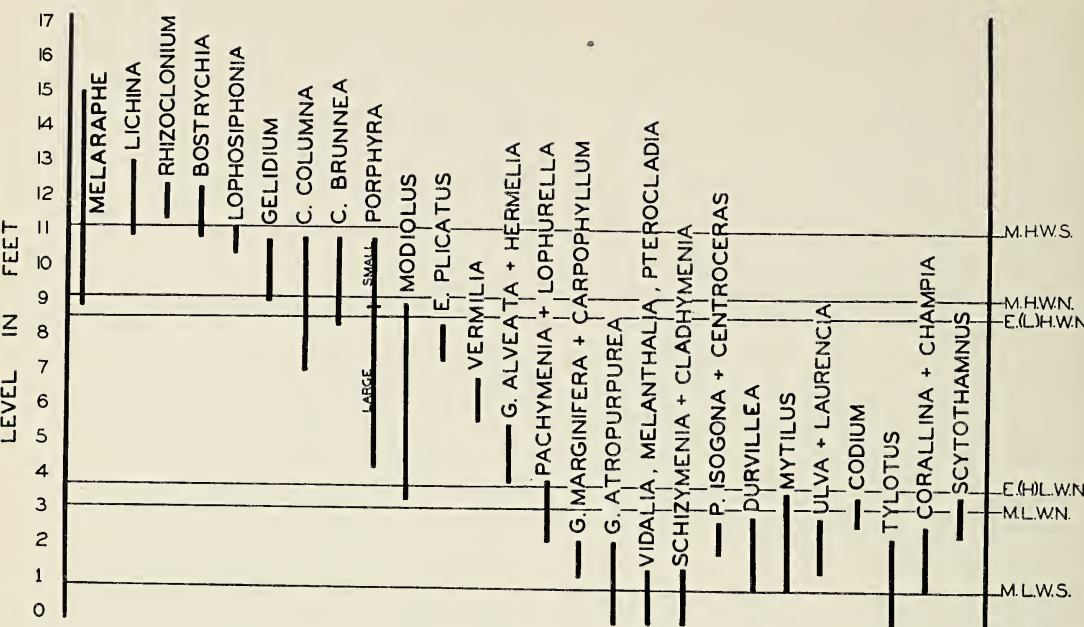 LEVEL IN FEET
17
16
15
14
13
12
11
10
9
8
7
6
5
4
3
2
1
0
MELARAPHE
LICHINA
RHIZOCLONIUM
BOSTRYCHIA
LOPHOSIPHONIA
GELIDIUM
C. COLUMNA
C. BRUNNEA
PORPHYRA
SMALL
LARGE
MODIOLUS
E. PLICATUS
VERMILIA
G. ALVEATA + HERMELIA
PACHYMENIA + LOPHURELLA
G. MARGINIFERA + CARPOPHYLLUM
G. ATROPURPUREA
VIDALIA, MELANTHALIA, PTEROCLADIA
SCHIZYMENIA + CLADHYMENIA
P. ISOGONA + CENTROCERAS
DURVILLEA
MYTILUS
ULVA + LAURENCIA
CODIUM
TYLOTUS
CORALLINA + CHAMPIA
SCYTOTHAMNUS
M.H.W.S.
M.H.W.N.
E.(L)H.W.N
E.(H)L.W.N
M.L.W.N.
M.L.W.S.